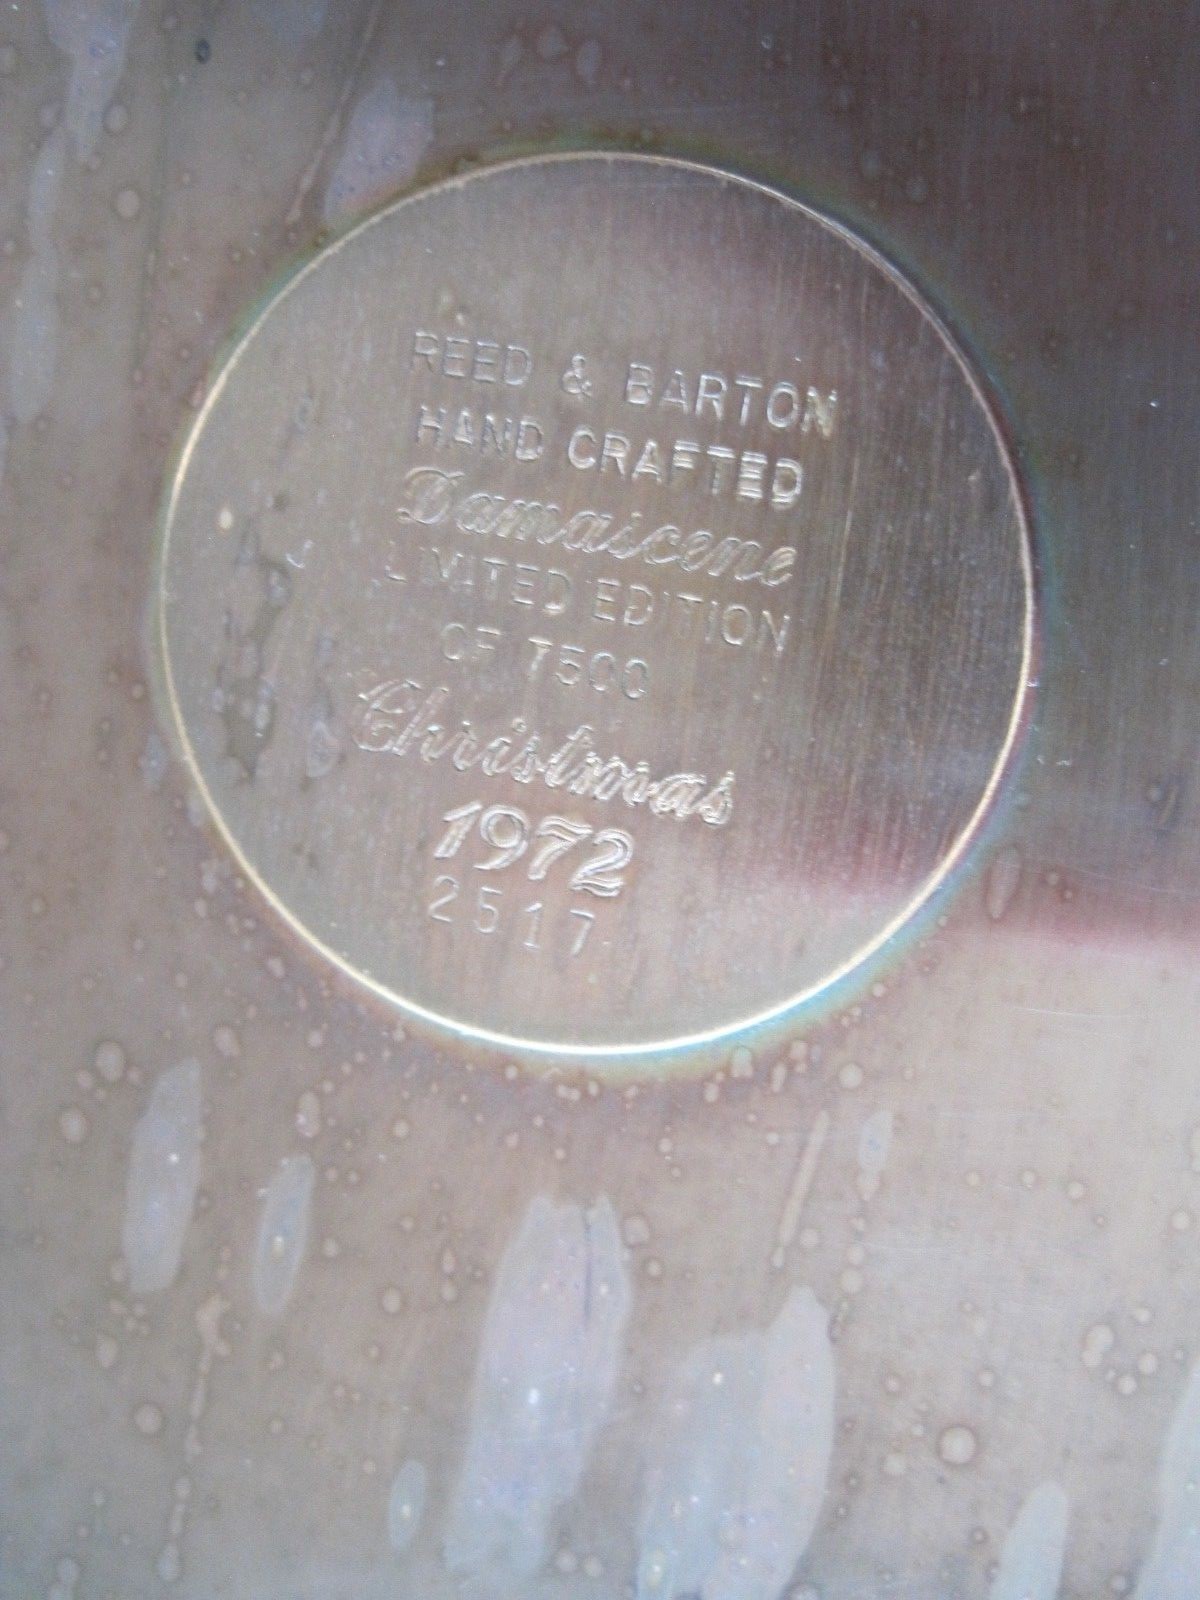 REED & BARTON
HAND CRAFTED
Damascene
LIMITED EDITION
OF 7500
Christmas
1972
2517